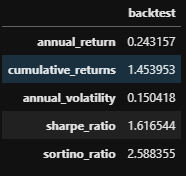 backtest
annual_return 0.243157
cumulative_returns 1.453953
annual_volatility 0.150418
sharpe_ratio 1.616544
sortino_ratio 2.588355